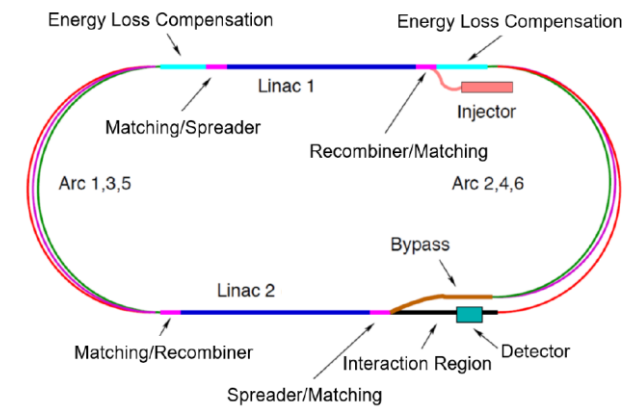 Energy Loss Compensation
Energy Loss Compensation
Linac 1
Injector
Matching/Spreader
Recombiner/Matching
Arc 1,3,5
Arc 2,4,6
Bypass
Linac 2
Matching/Recombiner
Interaction Region
Detector
Spreader/Matching